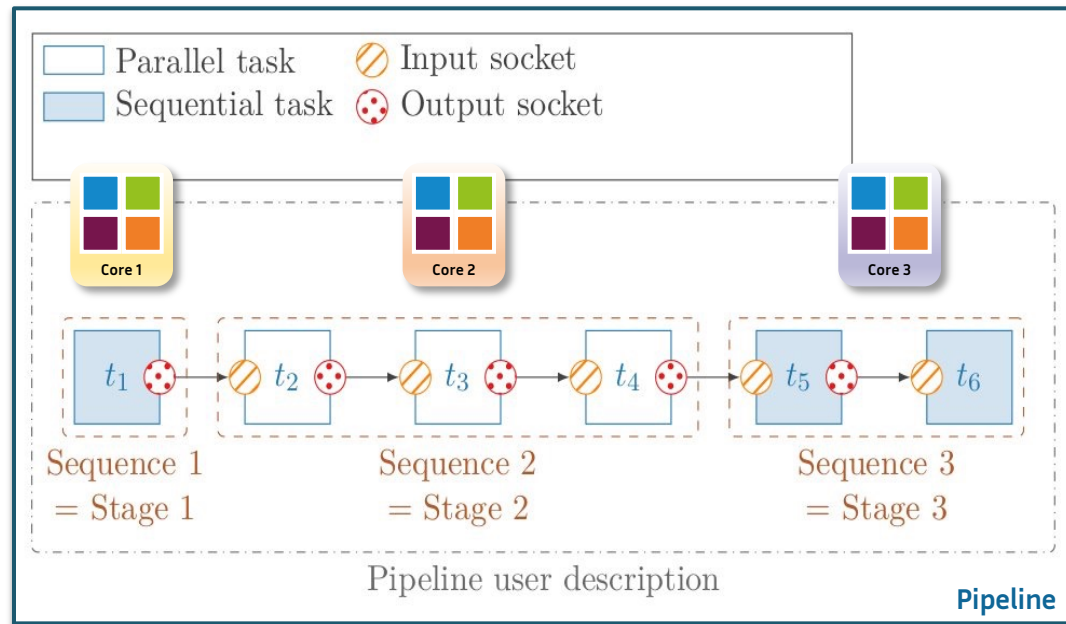 Parallel task
Input socket
Sequential task
Output socket
Core 1
Core 2
Core 3
t₁
t₂
t₃
t₄
t₅
t₆
Sequence 1
= Stage 1
Sequence 2
= Stage 2
Sequence 3
= Stage 3
Pipeline user description
Pipeline